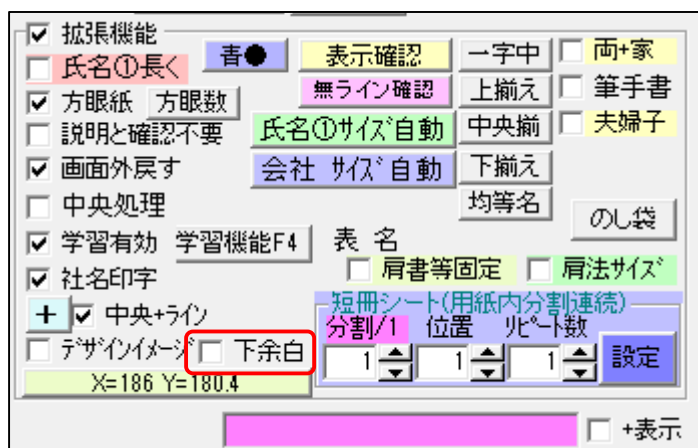 拡張機能
氏名①長く 青● 表示確認 一字中 両+家
方眼紙 方眼数 無ライン確認 上揃え 筆手書
説明と確認不要 氏名①サイズ自動 中央揃 夫婦子
画面外戻す 会社 サイズ自動 下揃え
中央処理 均等名 のし袋
学習有効 学習機能F4 表 名
社名印字 肩書等固定 肩法サイズ
+ 中央+ライン 短冊シート(用紙内分割連続)
分割/1 位置 リピート数
デザインイメージ 下余白 1 1 1 設定
X=186 Y=180.4
+表示